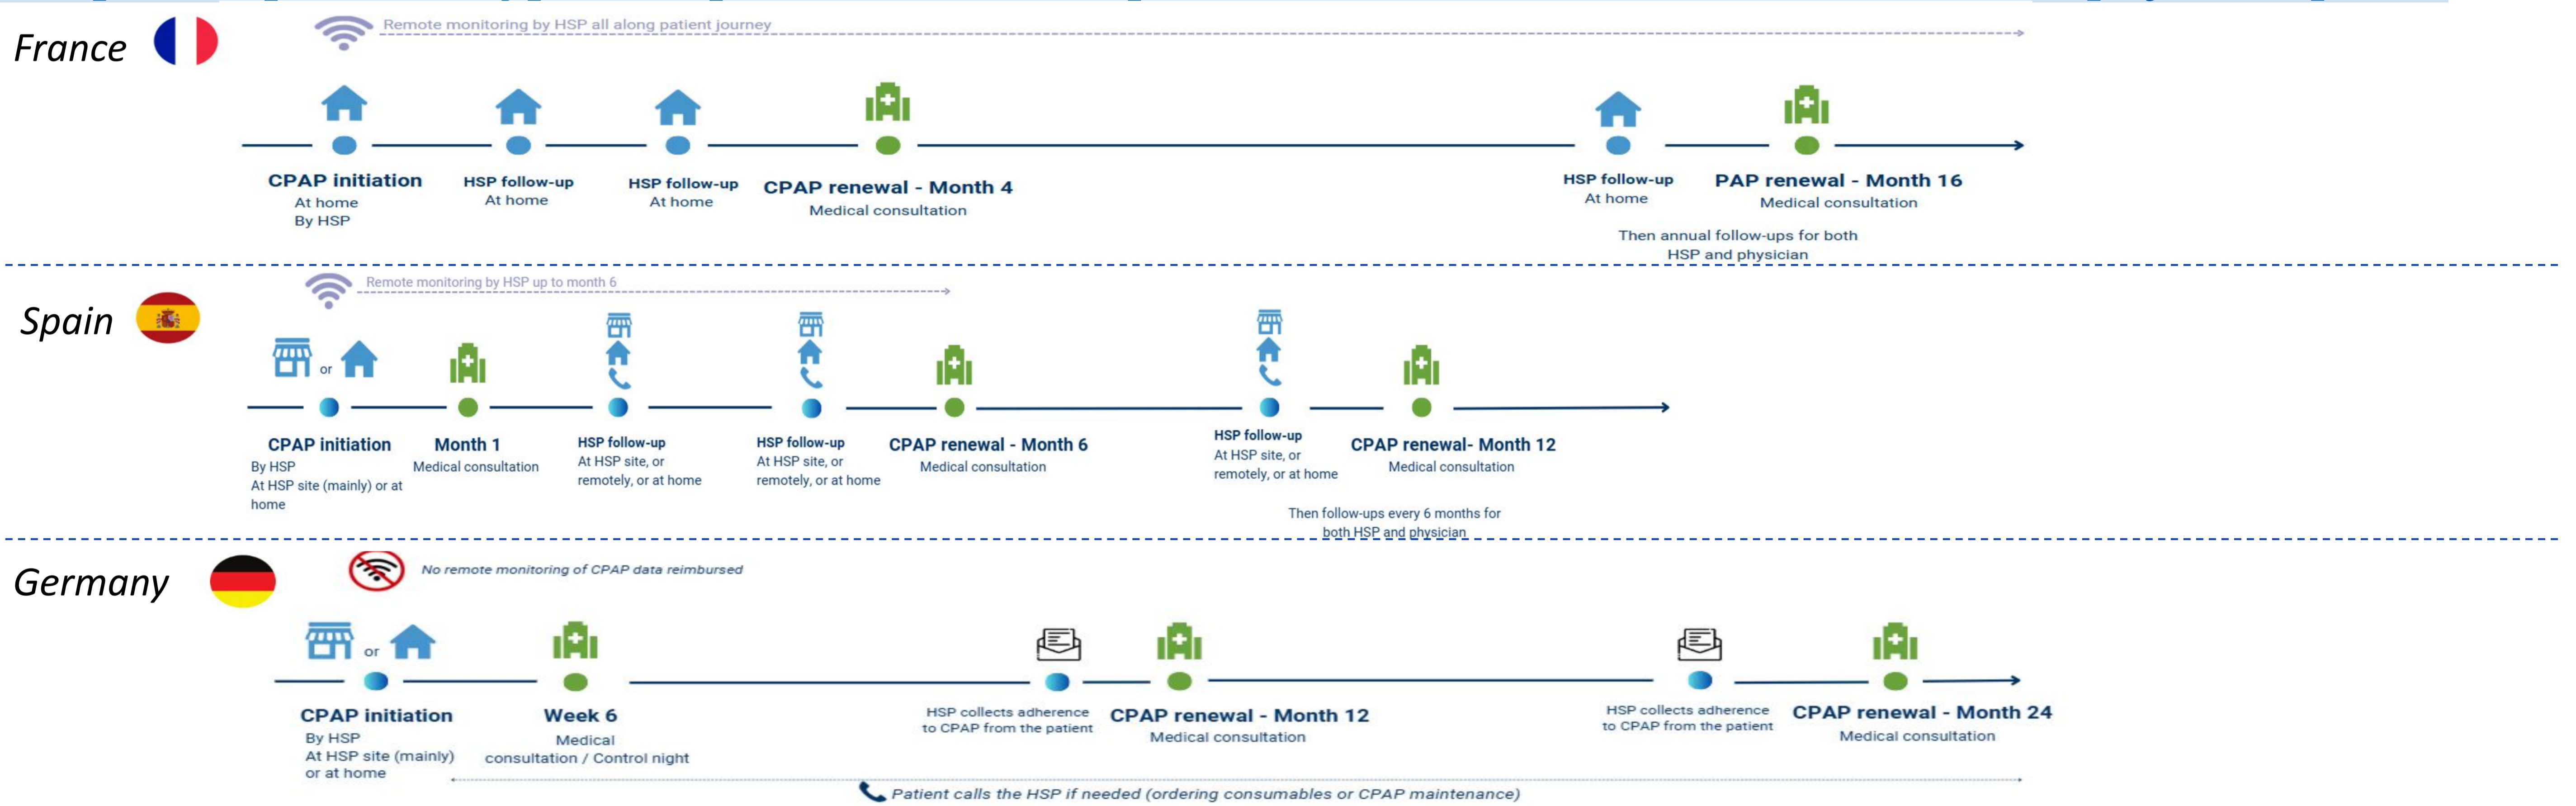 France
Remote monitoring by HSP all along patient journey
CPAP initiation
At home
By HSP
HSP follow-up
At home
HSP follow-up
At home
CPAP renewal - Month 4
Medical consultation
HSP follow-up
At home
PAP renewal - Month 16
Medical consultation
Then annual follow-ups for both
HSP and physician
Spain
Remote monitoring by HSP up to month 6
or
CPAP initiation
By HSP
At HSP site (mainly) or at
home
Month 1
Medical consultation
HSP follow-up
At HSP site, or
remotely, or at home
HSP follow-up
At HSP site, or
remotely, or at home
CPAP renewal - Month 6
Medical consultation
HSP follow-up
At HSP site, or
remotely, or at home
CPAP renewal- Month 12
Medical consultation
Then follow-ups every 6 months for
both HSP and physician
Germany
No remote monitoring of CPAP data reimbursed
or
CPAP initiation
By HSP
At HSP site (mainly)
or at home
Week 6
Medical
consultation / Control night
HSP collects adherence
to CPAP from the patient
CPAP renewal - Month 12
Medical consultation
HSP collects adherence
to CPAP from the patient
CPAP renewal - Month 24
Medical consultation
Patient calls the HSP if needed (ordering consumables or CPAP maintenance)